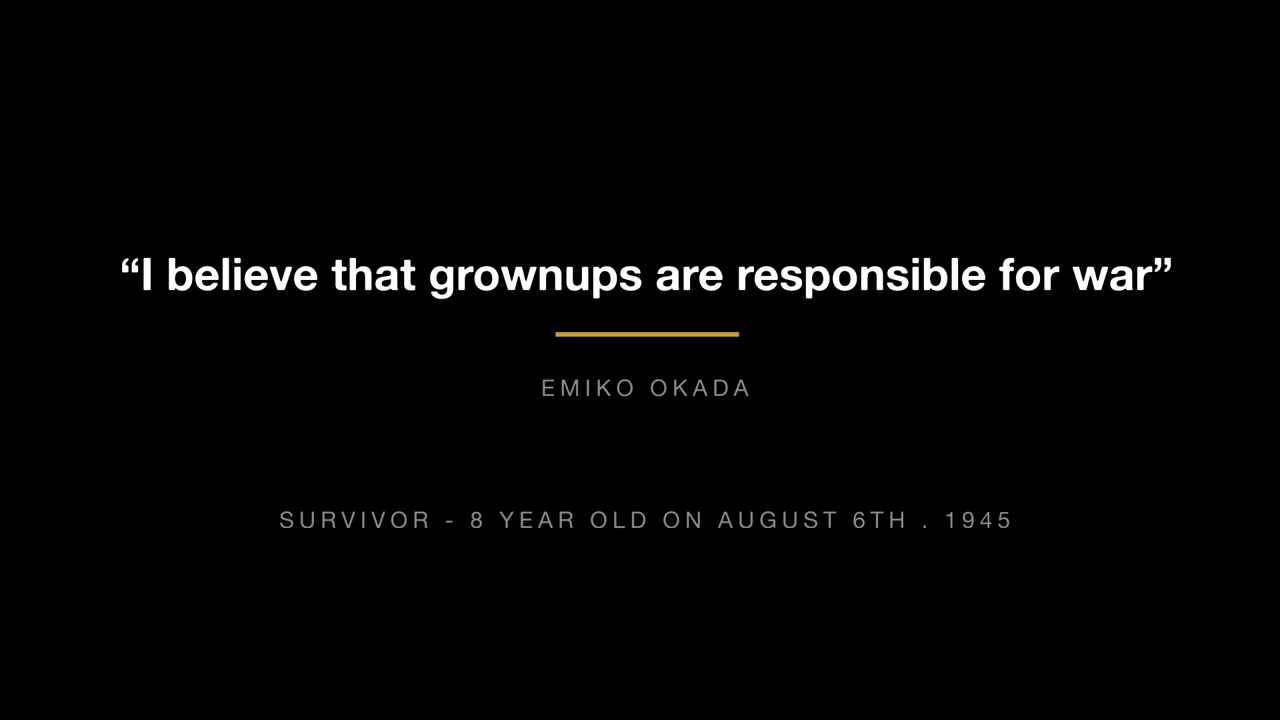 “I believe that grownups are responsible for war”
EMIKO OKADA
SURVIVOR - 8 YEAR OLD ON AUGUST 6TH . 1945